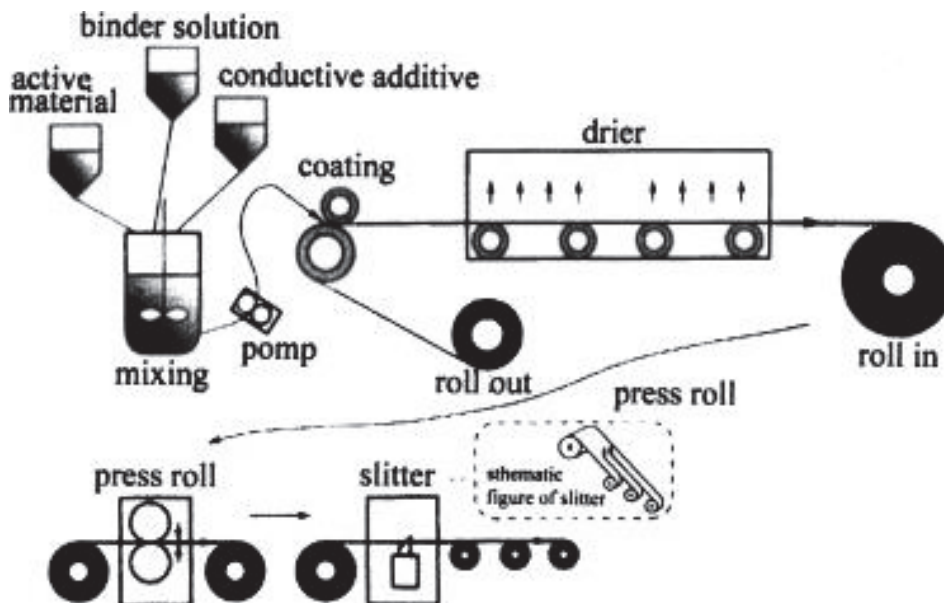 binder solution
active
material
conductive additive
drier
coating
mixing
pomp
roll out
roll in
press roll
press roll
slitter
sthematic
figure of slitter